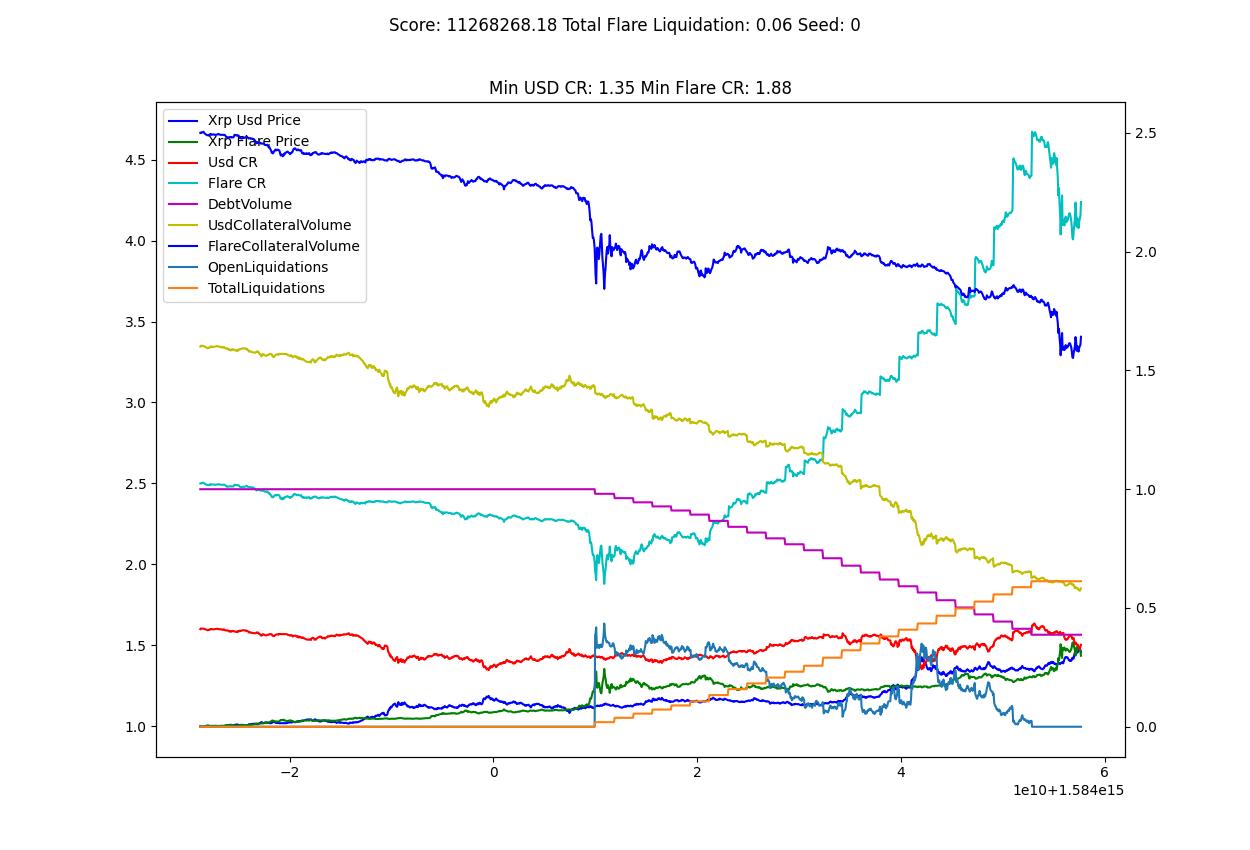 Score: 11268268.18 Total Flare Liquidation: 0.06 Seed: 0
Min USD CR: 1.35 Min Flare CR: 1.88
Xrp Usd Price
Xrp Flare Price
Usd CR
Flare CR
DebtVolume
UsdCollateralVolume
FlareCollateralVolume
OpenLiquidations
TotalLiquidations
4.5
4.0
3.5
3.0
2.5
2.0
1.5
1.0
2.5
2.0
1.5
1.0
0.5
0.0
−2
0
2
4
6
1e10+1.584e15